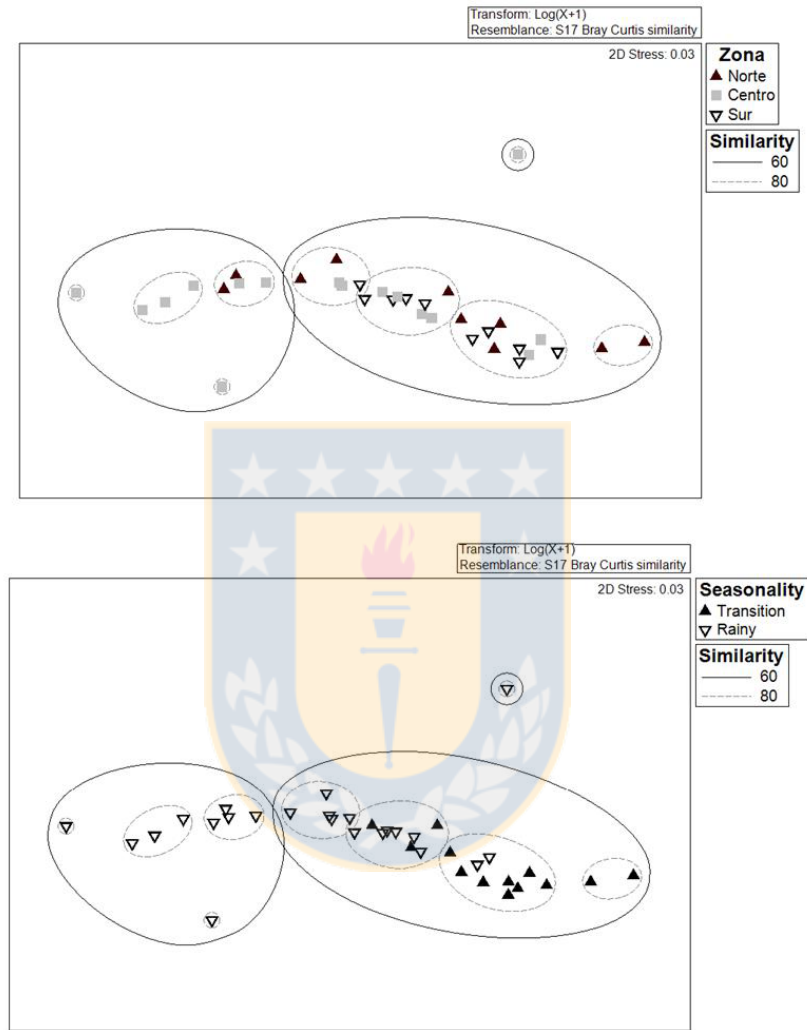 Transform: Log(X+1)
Resemblance: S17 Bray Curtis similarity
2D Stress: 0.03
Zona
Norte
Centro
Sur
Similarity
60
80
Transform: Log(X+1)
Resemblance: S17 Bray Curtis similarity
2D Stress: 0.03
Seasonality
Transition
Rainy
Similarity
60
80